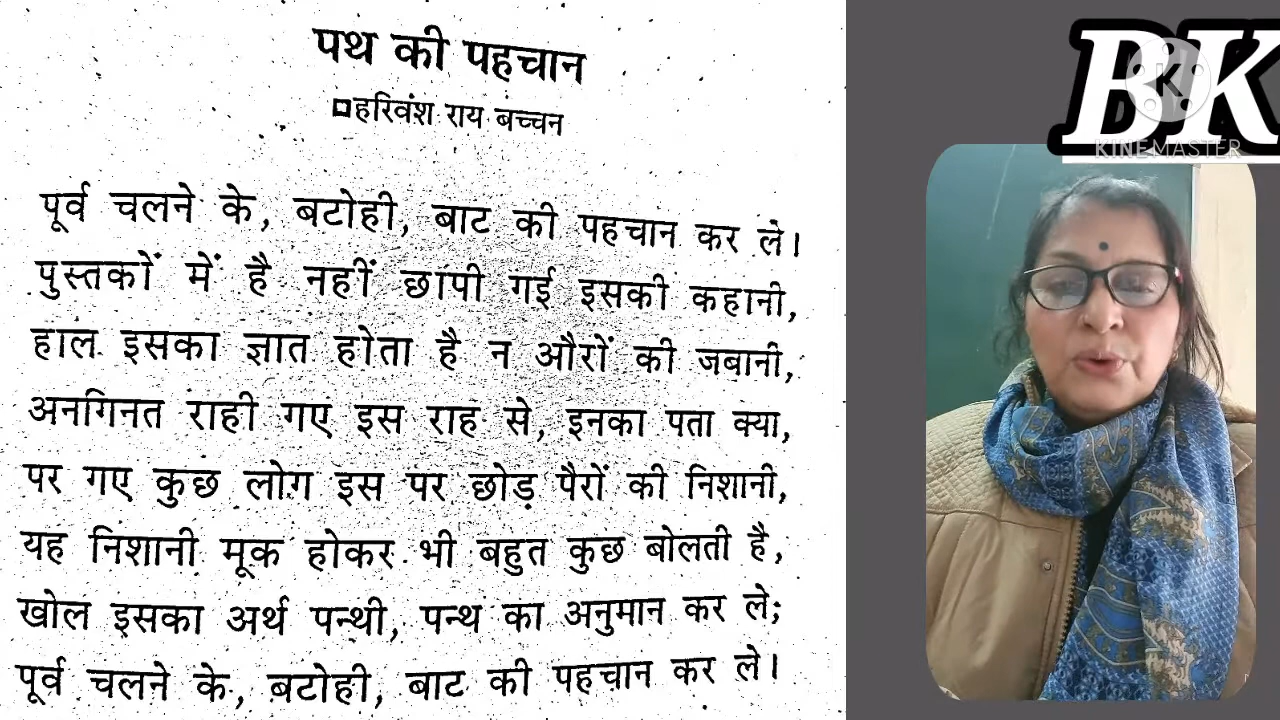 पथ की पहचान
हरिवंश राय बच्चन
पूर्व चलने के, बटोही, बाट की पहचान कर ले।
पुस्तकों में है नहीं छापी गई इसकी कहानी,
हाल इसका ज्ञात होता है न औरों की जबानी,
अनगिनत राही गए इस राह से, इनका पता क्या,
पर गए कुछ लोग इस पर छोड़ पैरों की निशानी,
यह निशानी मूक होकर भी बहुत कुछ बोलती है,
खोल इसका अर्थ पन्थी, पन्थ का अनुमान कर ले;
पूर्व चलने के, बटोही, बाट की पहचान कर ले।
BK
K
KINEMASTER